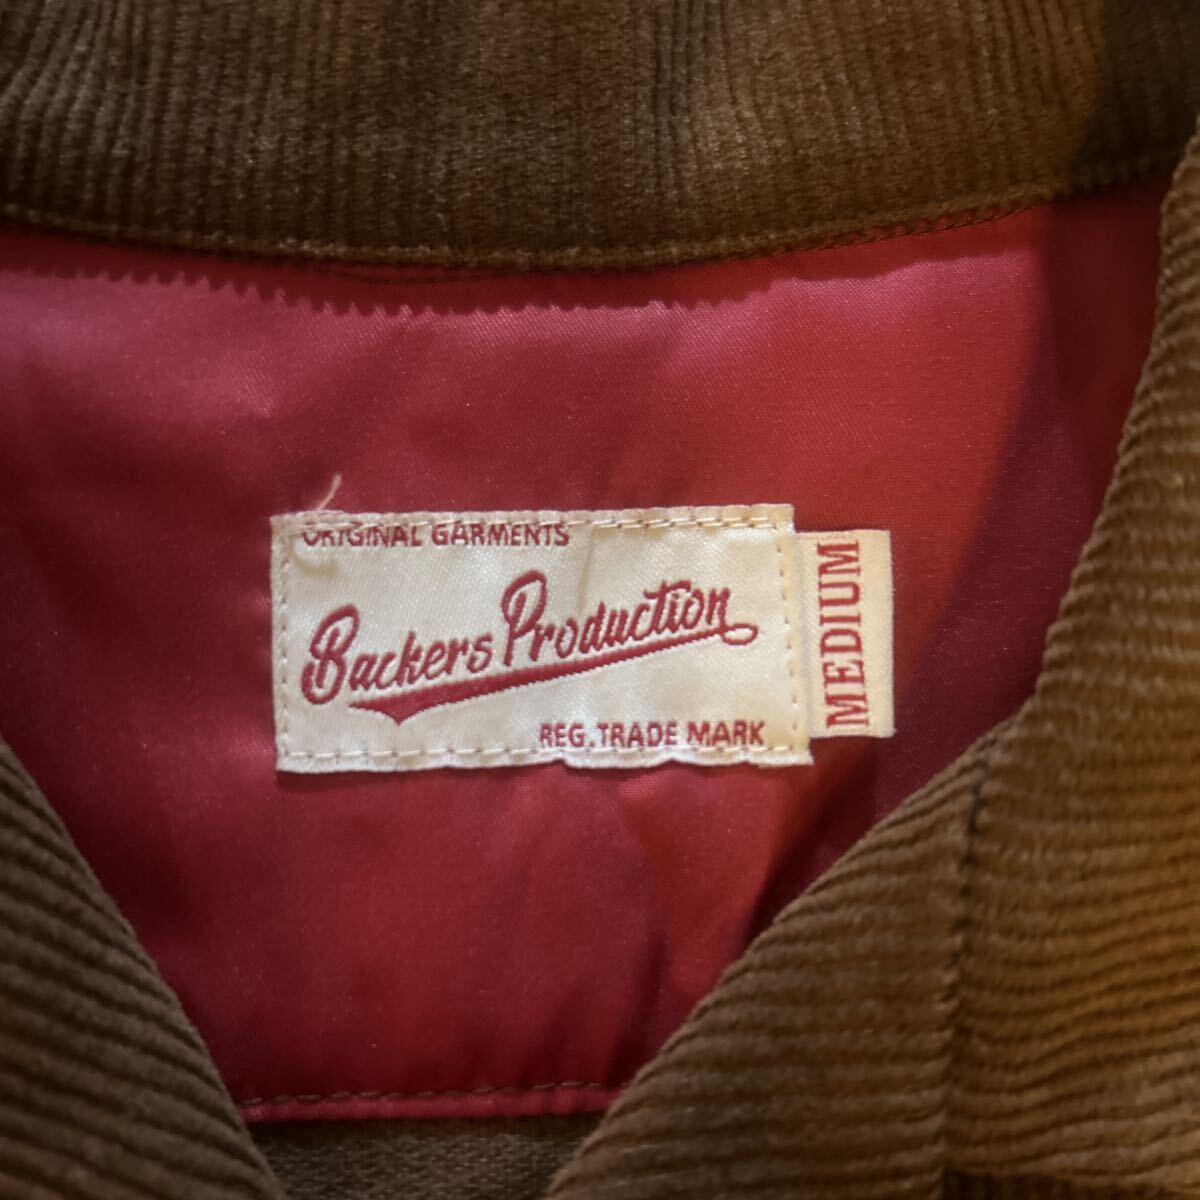 ORIGINAL GARMENTS
Backers Production
REG. TRADE MARK
MEDIUM